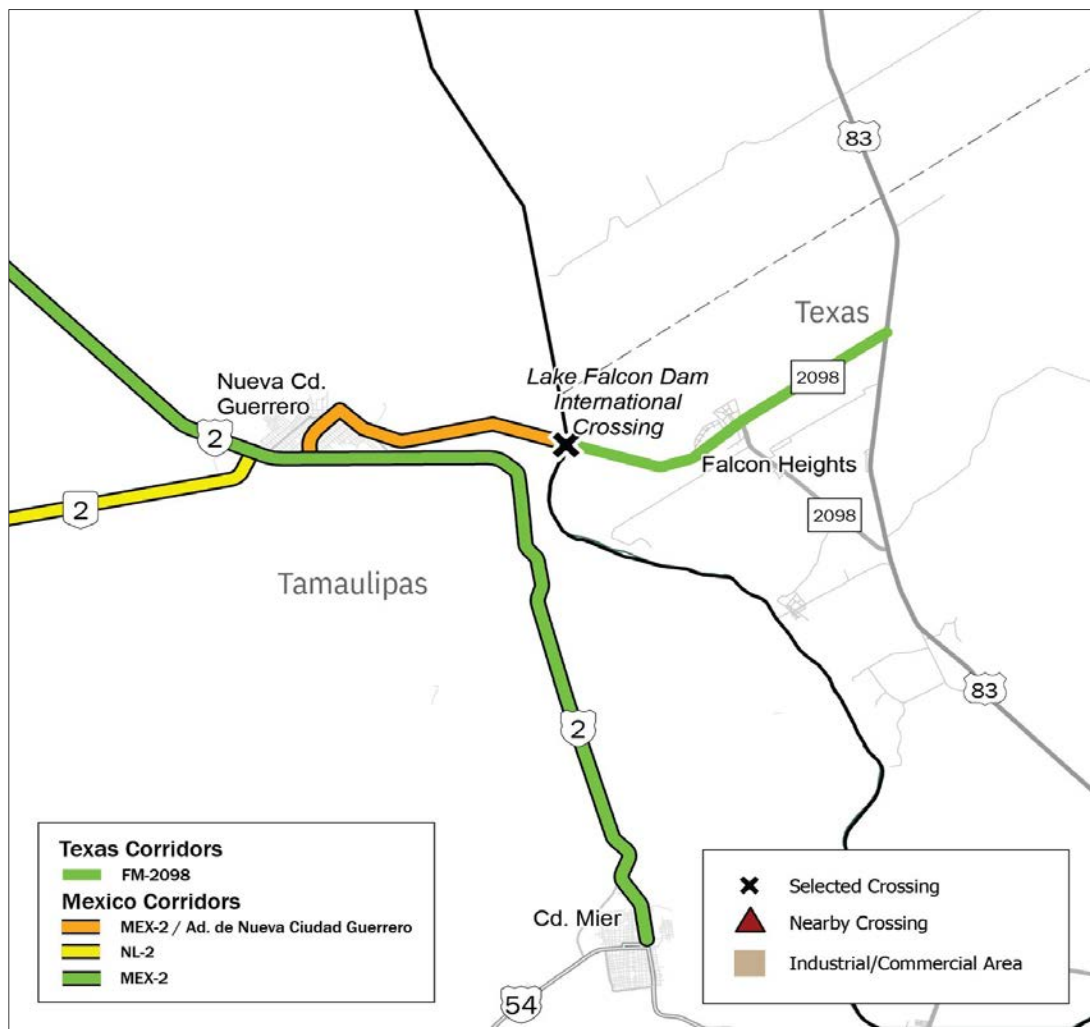 83
Texas
2098
Nueva Cd.
Guerrero
Lake Falcon Dam
International
Crossing
2
Falcon Heights
2
2098
Tamaulipas
83
2
Cd. Mier
54
Texas Corridors
FM-2098
Mexico Corridors
MEX-2 / Ad. de Nueva Ciudad Guerrero
NL-2
MEX-2
Selected Crossing
Nearby Crossing
Industrial/Commercial Area